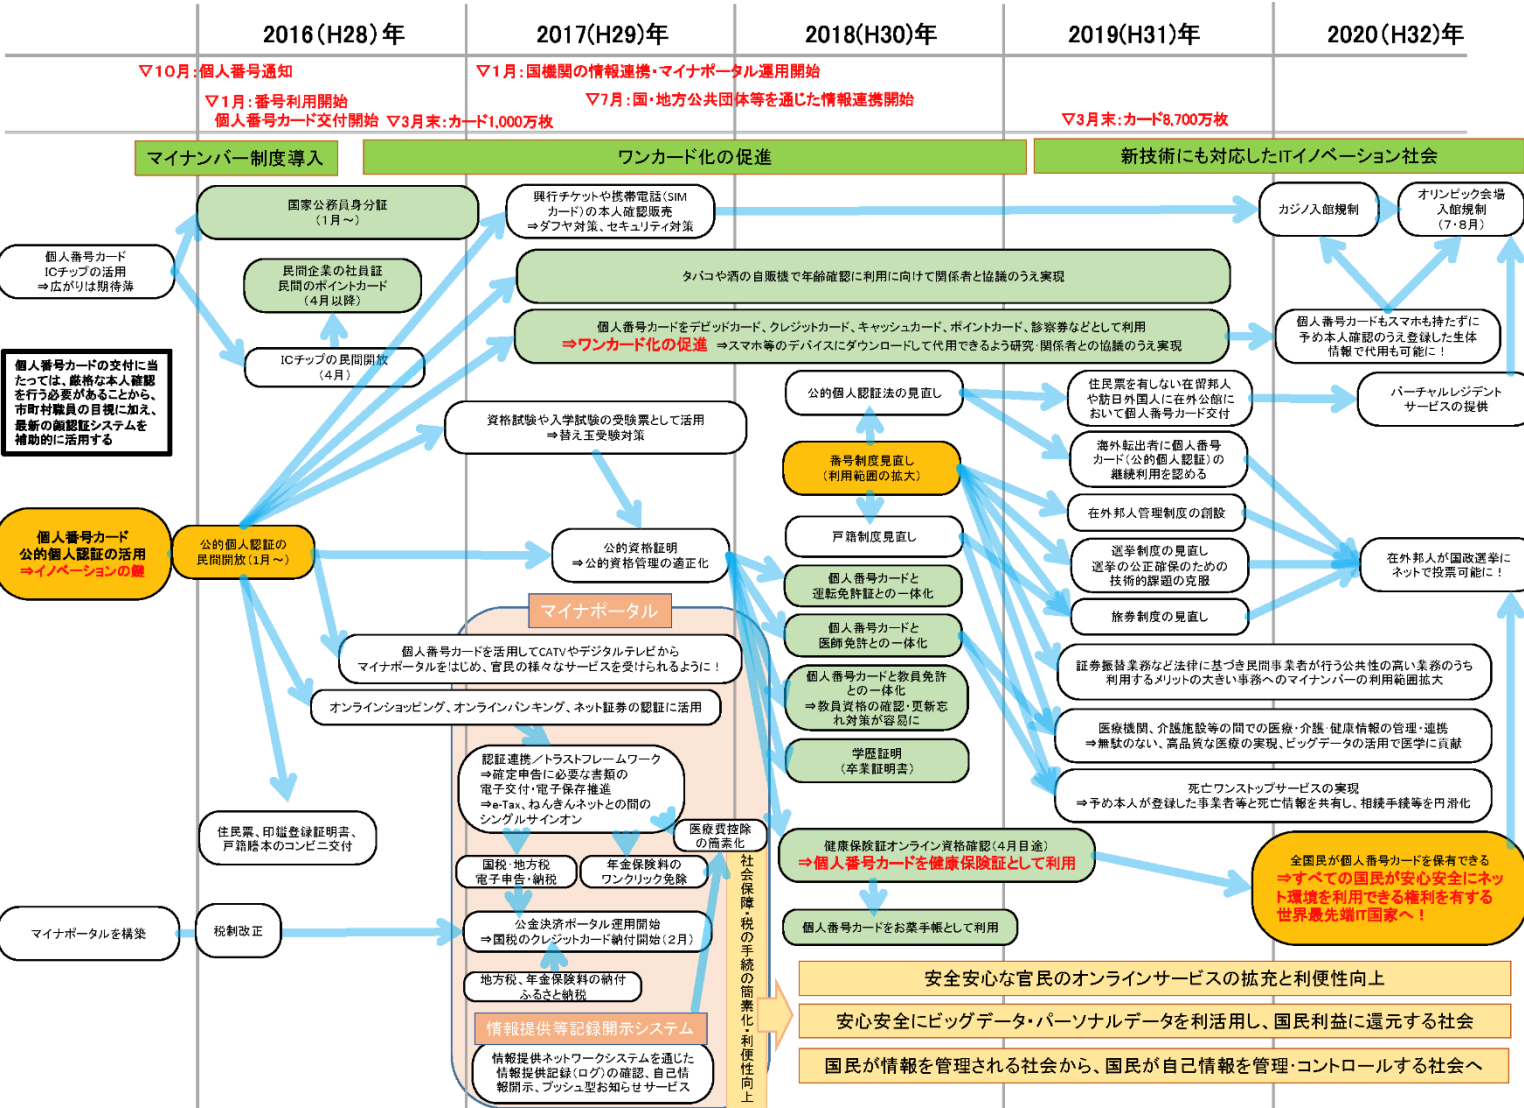 2016(H28)年
2017(H29)年
2018(H30)年
2019(H31)年
2020(H32)年
▽10月:個人番号通知
▽1月:番号利用開始
個人番号カード交付開始
▽3月末:カード1,000万枚
▽1月:国機関の情報連携・マイナポータル運用開始
▽7月:国・地方公共団体等を通じた情報連携開始
▽3月末:カード8,700万枚
マイナンバー制度導入
ワンカード化の促進
新技術にも対応したITイノベーション社会
個人番号カード
ICチップの活用
⇒広がりは期待薄
国家公務員身分証
(1月~)
民間企業の社員証
民間のポイントカード
(4月以降)
ICチップの民間開放
(4月)
興行チケットや携帯電話(SIM
カード)の本人確認販売
⇒ダフヤ対策、セキュリティ対策
カジノ入館規制
オリンピック会場
入館規制
(7・8月)
タバコや酒の自販機で年齢確認に利用に向けて関係者と協議のうえ実現
個人番号カードをデビッドカード、クレジットカード、キャッシュカード、ポイントカード、診察券などとして利用
⇒ワンカード化の促進 ⇒スマホ等のデバイスにダウンロードして代用できるよう研究・関係者との協議のうえ実現
個人番号カードもスマホも持たずに
予め本人確認のうえ登録した生体
情報で代用も可能に!
個人番号カードの交付に当
たっては、厳格な本人確認
を行う必要があることから、
市町村職員の目視に加え、
最新の顔認証システムを
補助的に活用する
資格試験や入学試験の受験票として活用
⇒替え玉受験対策
公的個人認証法の見直し
住民票を有しない在留邦人
や訪日外国人に在外公館に
おいて個人番号カード交付
バーチャルレジデント
サービスの提供
番号制度見直し
(利用範囲の拡大)
海外転出者に個人番号
カード(公的個人認証)の
継続利用を認める
個人番号カード
公的個人認証の活用
⇒イノベーションの鍵
公的個人認証の
民間開放(1月~)
公的資格証明
⇒公的資格管理の適正化
戸籍制度見直し
在外邦人管理制度の創設
選挙制度の見直し
選挙の公正確保のための
技術的課題の克服
在外邦人が国政選挙に
ネットで投票可能に!
旅券制度の見直し
個人番号カードと
運転免許証との一体化
個人番号カードと
医師免許との一体化
個人番号カードと教員免許
との一体化
⇒教員資格の確認・更新忘
れ対策が容易に
学歴証明
(卒業証明書)
マイナポータル
個人番号カードを活用してCATVやデジタルテレビから
マイナポータルをはじめ、官民の様々なサービスを受けられるように!
オンラインショッピング、オンラインバンキング、ネット証券の認証に活用
証券振替業務など法律に基づき民間事業者が行う公共性の高い業務のうち
利用するメリットの大きい事務へのマイナンバーの利用範囲拡大
医療機関、介護施設等の間での医療・介護・健康情報の管理・連携
⇒無駄のない、高品質な医療の実現、ビッグデータの活用で医学に貢献
死亡ワンストップサービスの実現
⇒予め本人が登録した事業者等と死亡情報を共有し、相続手続等を円滑化
認証連携/トラストフレームワーク
⇒確定申告に必要な書類の
電子交付・電子保存推進
⇒e-Tax、ねんきんネットとの間の
シングルサインオン
住民票、印鑑登録証明書、
戸籍謄本のコンビニ交付
医療費控除
の簡素化
国税・地方税
電子申告・納税
年金保険料の
ワンクリック免除
健康保険証オンライン資格確認(4月目途)
⇒個人番号カードを健康保険証として利用
全国民が個人番号カードを保有できる
⇒すべての国民が安心安全にネッ
ト環境を利用できる権利を有する
世界最先端IT国家へ!
マイナポータルを構築
税制改正
公金決済ポータル運用開始
⇒国税のクレジットカード納付開始(2月)
個人番号カードをお薬手帳として利用
地方税、年金保険料の納付
ふるさと納税
社会保障・税の手続の簡素化・利便性向上
情報提供等記録開示システム
情報提供ネットワークシステムを通じた
情報提供記録(ログ)の確認、自己情
報開示、プッシュ型お知らせサービス
安全安心な官民のオンラインサービスの拡充と利便性向上
安心安全にビッグデータ・パーソナルデータを利活用し、国民利益に還元する社会
国民が情報を管理される社会から、国民が自己情報を管理・コントロールする社会へ